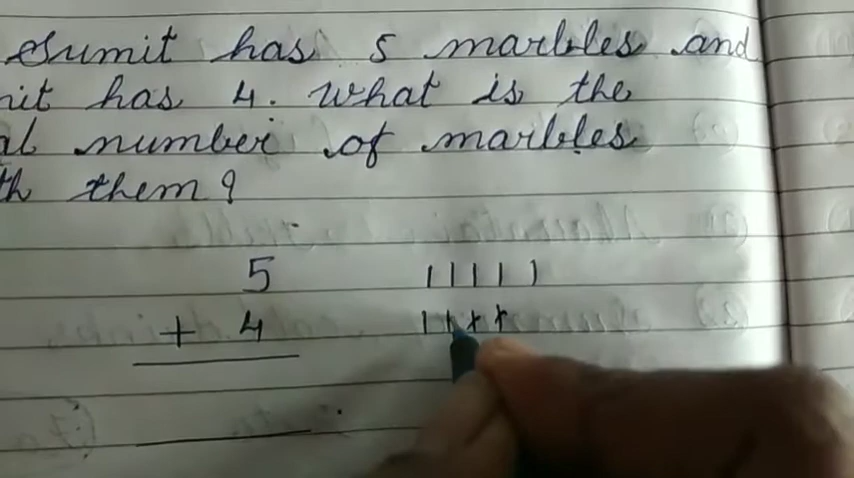 Sumit has 5 marbles and
has 4. What is the
number of marbles
them?
5
+ 4